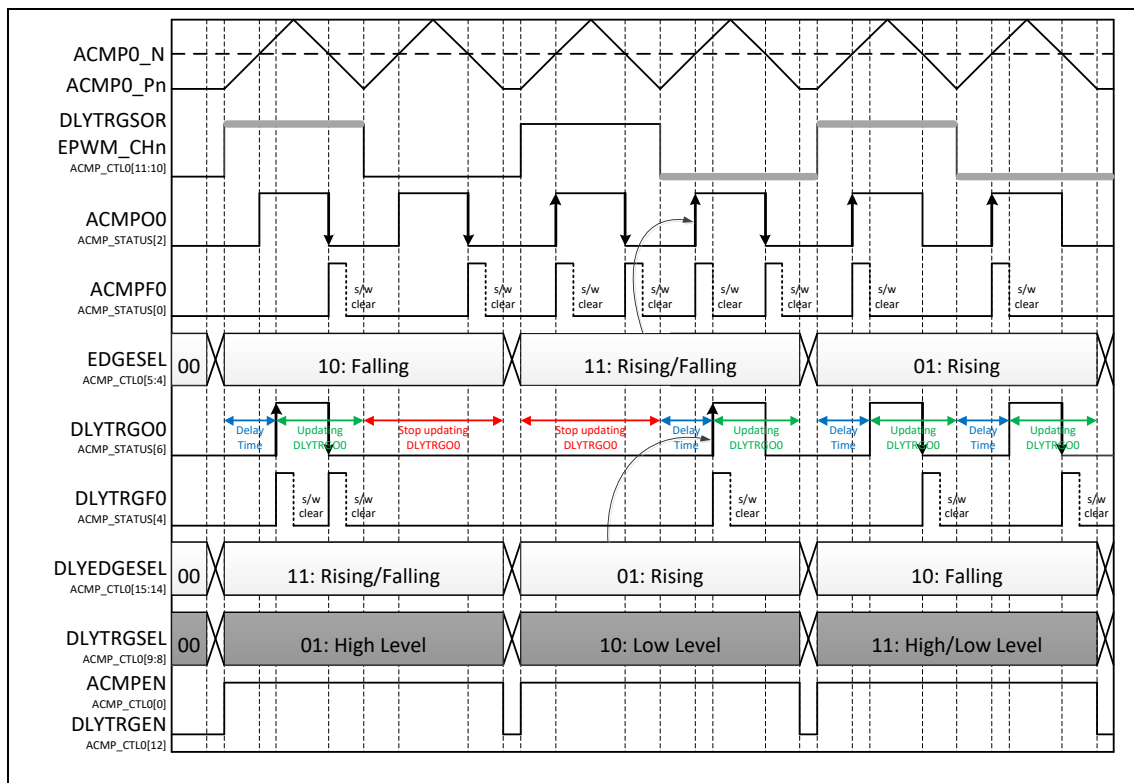 ACMP0_N
ACMP0_Pn
DLYTRGSOR
EPWM_CHn
ACMP_CTL0[11:10]
ACMPO0
ACMP_STATUS[2]
ACMPF0
ACMP_STATUS[0]
s/w clear
s/w clear
s/w clear
s/w clear
s/w clear
s/w clear
s/w clear
s/w clear
EDGESEL
ACMP_CTL0[5:4]
00
10: Falling
11: Rising/Falling
01: Rising
DLYTRGO0
ACMP_STATUS[6]
Delay Time
Updating DLYTRGO0
Stop updating DLYTRGO0
Stop updating DLYTRGO0
Delay Time
Updating DLYTRGO0
Delay Time
Updating DLYTRGO0
Delay Time
Updating DLYTRGO0
DLYTRGF0
ACMP_STATUS[4]
s/w clear
s/w clear
s/w clear
s/w clear
s/w clear
DLYEDGESEL
ACMP_CTL0[15:14]
00
11: Rising/Falling
01: Rising
10: Falling
DLYTRGSEL
ACMP_CTL0[9:8]
00
01: High Level
10: Low Level
11: High/Low Level
ACMPEN
ACMP_CTL0[0]
DLYTRGEN
ACMP_CTL0[12]